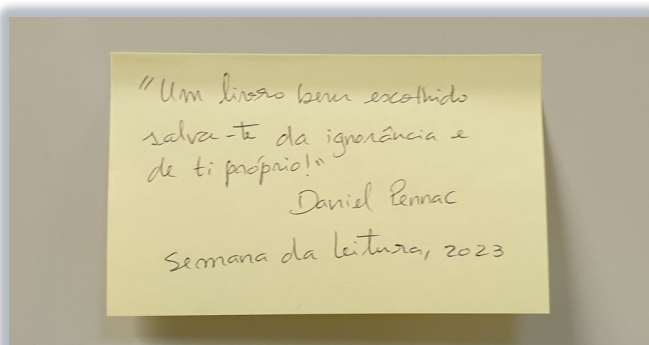 "Um livro bem escolhido
salva-te da ignorância e
de ti próprio!"
Daniel Pennac
Semana da leitura, 2023